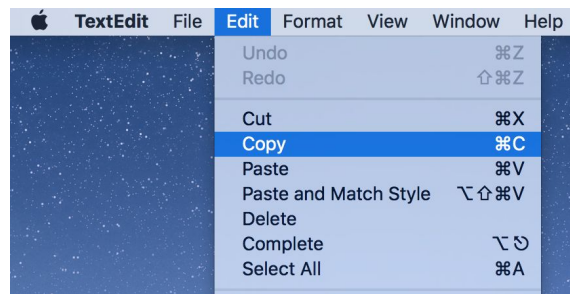 TextEdit File Edit Format View Window Help
Undo ⌘Z
Redo ⇧⌘Z
Cut ⌘X
Copy ⌘C
Paste ⌘V
Paste and Match Style ⌥⇧⌘V
Delete
Complete ⌥⎋
Select All ⌘A